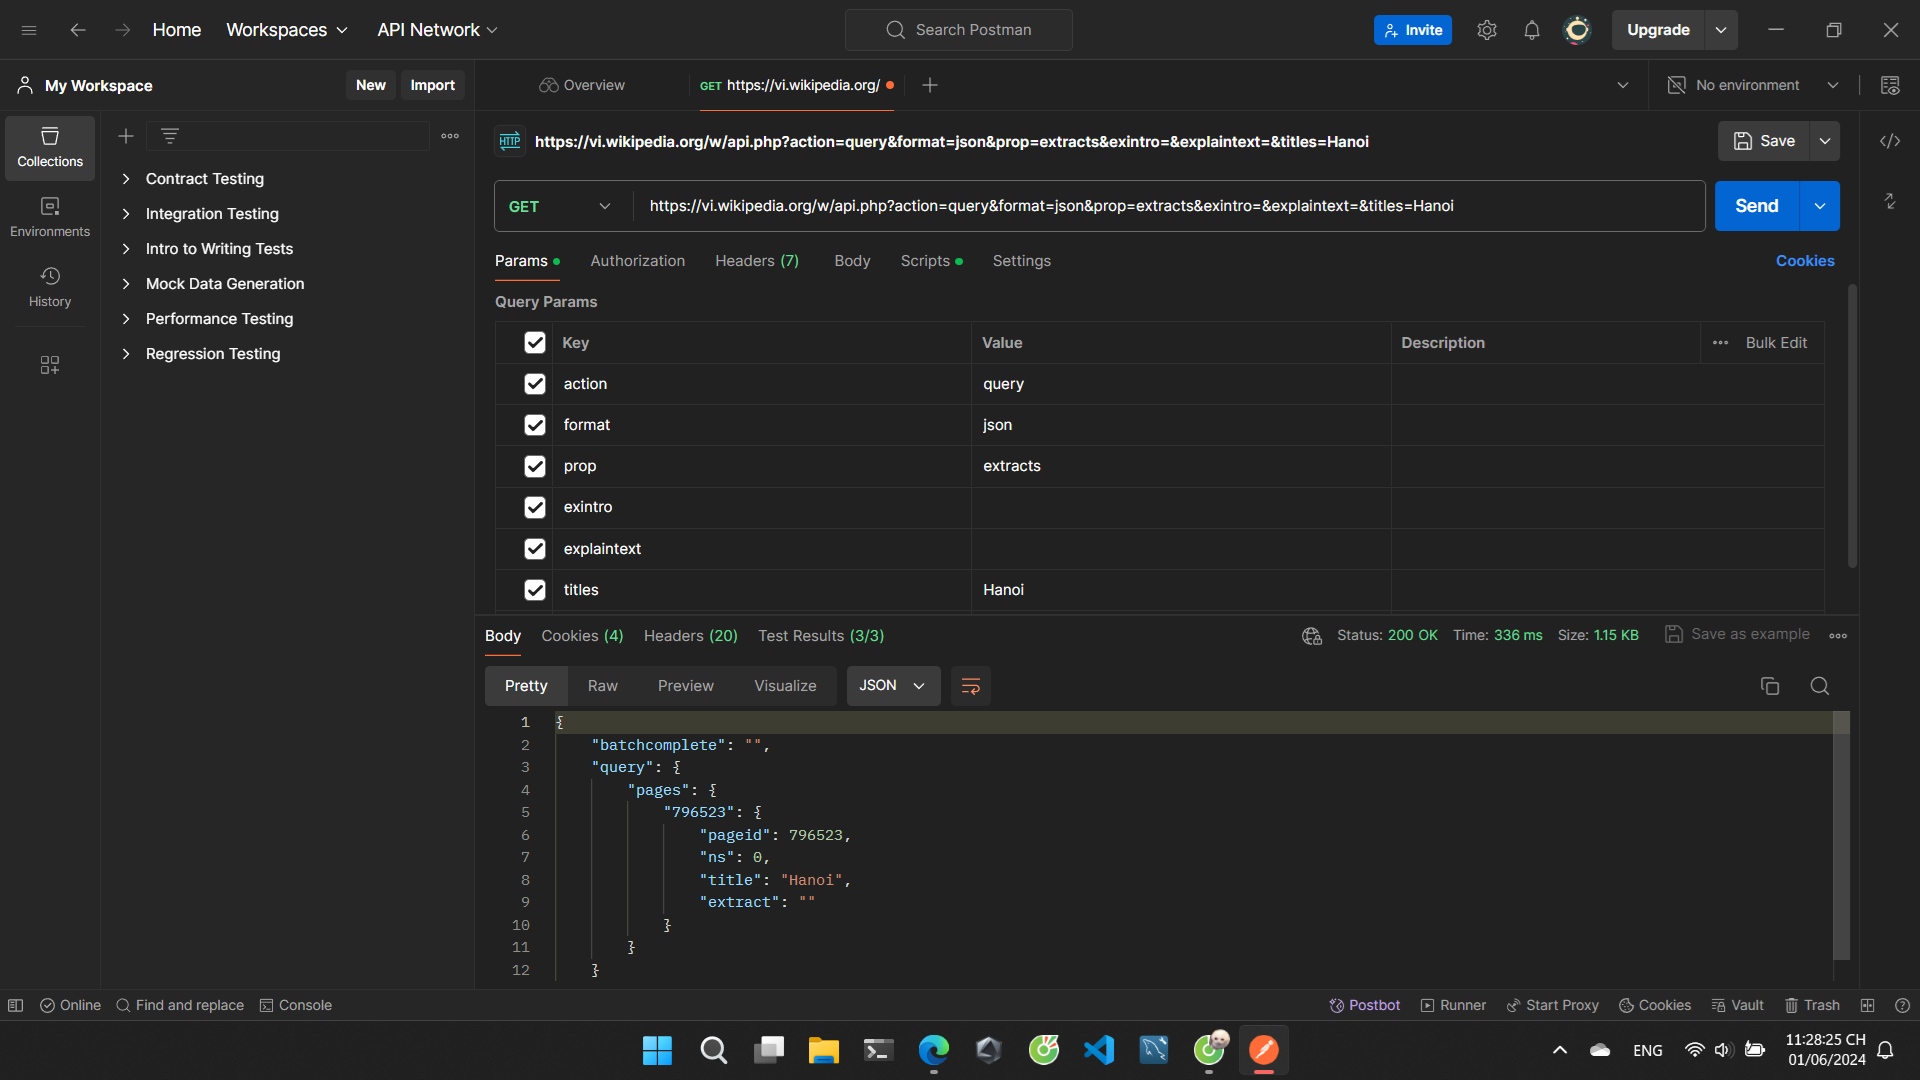 Home
Workspaces
API Network
Search Postman
Invite
Upgrade
My Workspace
New
Import
Overview
GET https://vi.wikipedia.org/
No environment
Collections
Environments
History
Contract Testing
Integration Testing
Intro to Writing Tests
Mock Data Generation
Performance Testing
Regression Testing
HTTP https://vi.wikipedia.org/w/api.php?action=query&format=json&prop=extracts&exintro=&explaintext=&titles=Hanoi
Save
GET https://vi.wikipedia.org/w/api.php?action=query&format=json&prop=extracts&exintro=&explaintext=&titles=Hanoi
Send
Params Authorization Headers (7) Body Scripts Settings Cookies
Query Params
Key Value Description Bulk Edit
action query
format json
prop extracts
exintro
explaintext
titles Hanoi
Body Cookies (4) Headers (20) Test Results (3/3)
Status: 200 OK Time: 336 ms Size: 1.15 KB Save as example
Pretty Raw Preview Visualize JSON
1 {
2 "batchcomplete": "",
3 "query": {
4 "pages": {
5 "796523": {
6 "pageid": 796523,
7 "ns": 0,
8 "title": "Hanoi",
9 "extract": ""
10 }
11 }
12 }
Online Find and replace Console
Postbot Runner Start Proxy Cookies Vault Trash
ENG
11:28:25 CH
01/06/2024